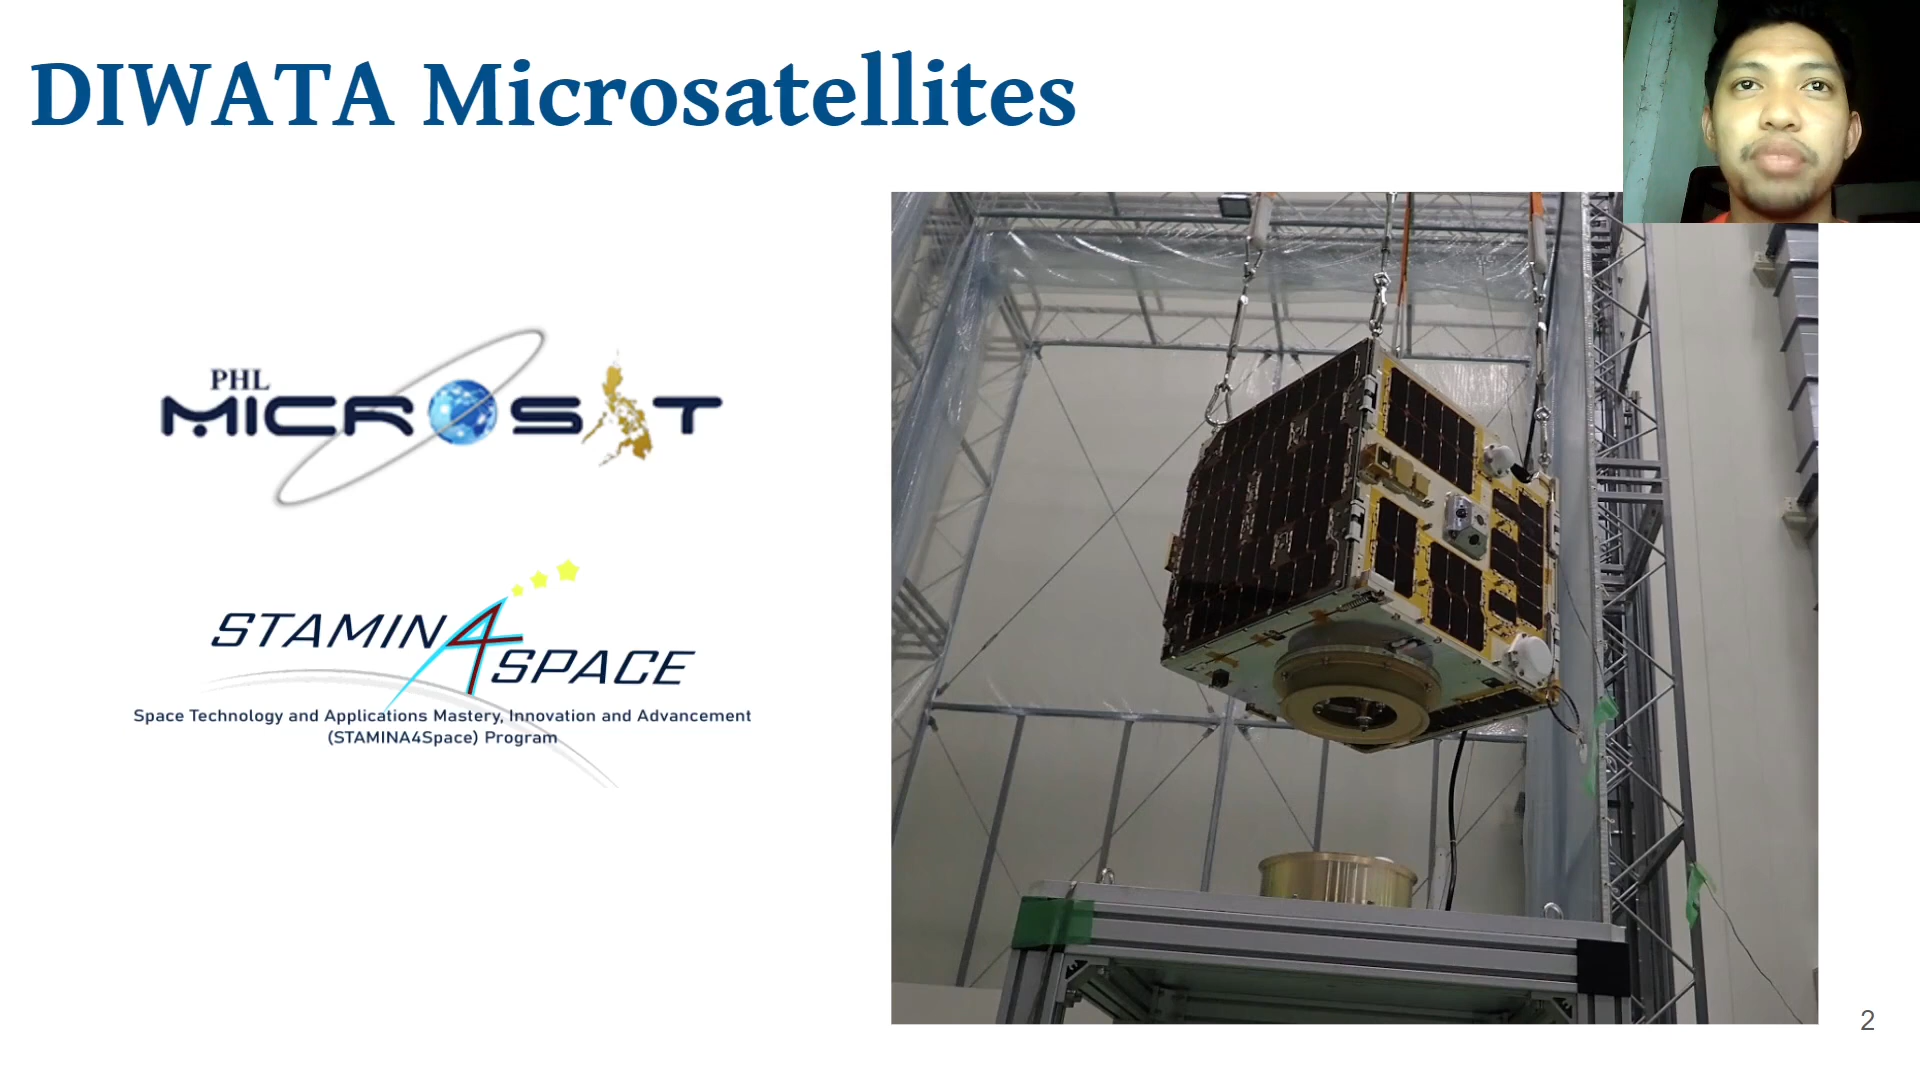 DIWATA Microsatellites
PHL
MICROSAT
STAMINA4SPACE
Space Technology and Applications Mastery, Innovation and Advancement
(STAMINA4Space) Program
2